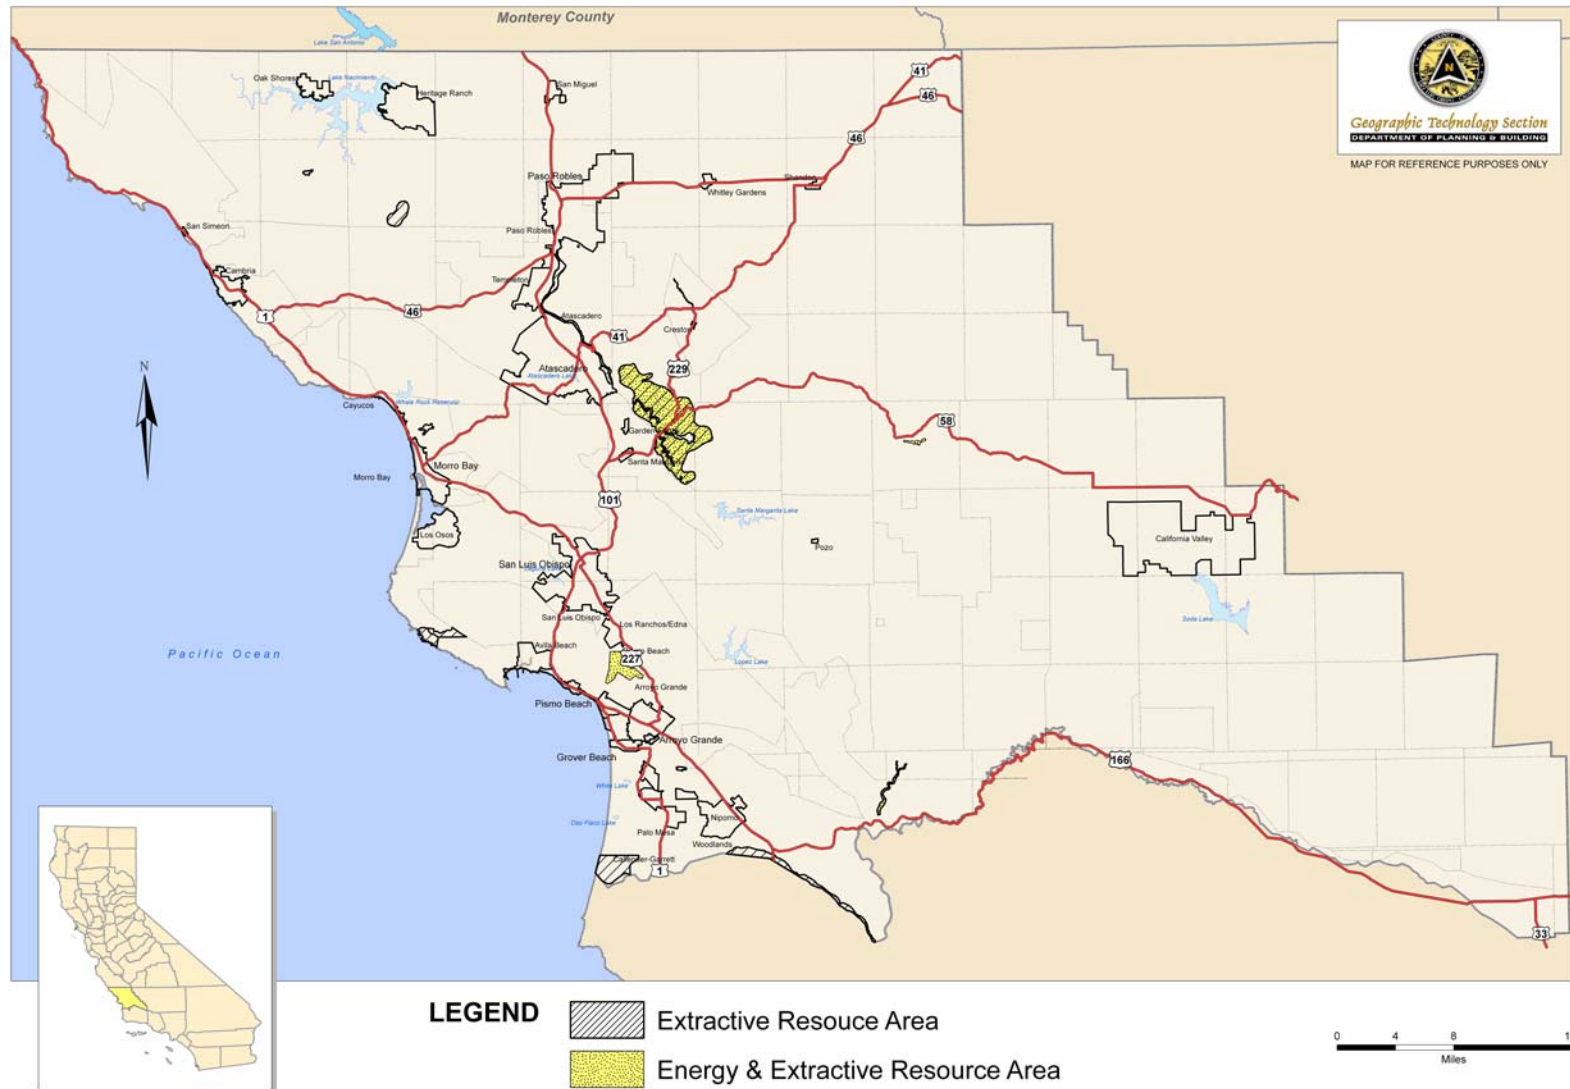 Monterey County
Lake San Antonio
Oak Shores
Lake Nacimiento
Heritage Ranch
San Miguel
41
46
46
Geographic Technology Section
DEPARTMENT OF PLANNING & BUILDING
MAP FOR REFERENCE PURPOSES ONLY
Paso Robles
Whitley Gardens
Shandon
San Simeon
Paso Robles
Cambria
Templeton
1
46
Atascadero
41
Creston
N
Atascadero
Atascadero Lake
229
Cayucos
Whale Rock Reservoir
Garden
58
Morro Bay
Morro Bay
Santa Margarita
101
Santa Margarita Lake
Los Osos
Pozo
California Valley
San Luis Obispo
Laguna Lake
San Luis Obispo
Los Ranchos/Edna
Soda Lake
Pacific Ocean
Avila Beach
227
Beach
Lopez Lake
Arroyo Grande
Pismo Beach
Arroyo Grande
Grover Beach
166
White Lake
Oso Flaco Lake
Nipomo
Palo Mesa
Woodlands
Callender-Garrett
1
33
LEGEND
Extractive Resouce Area
Energy & Extractive Resource Area
0 4 8 1
Miles